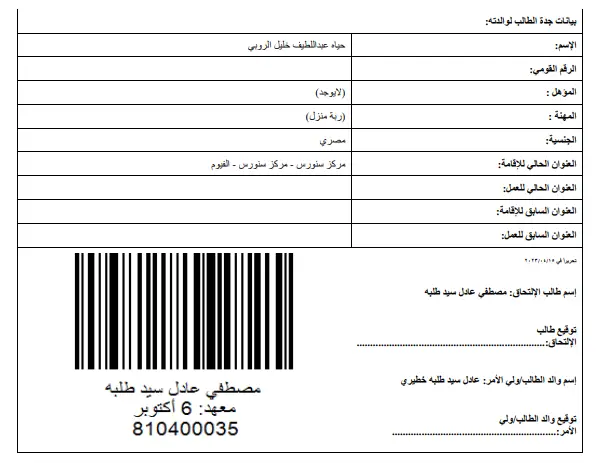 بيانات جدة الطالب لوالدته:
الإسم: حياه عبداللطيف خليل الروبي
الرقم القومي:
المؤهل : (لايوجد)
المهنة : (ربة منزل)
الجنسية: مصري
العنوان الحالي للإقامة: مركز سنورس - مركز سنورس - الفيوم
العنوان الحالي للعمل:
العنوان السابق للإقامة:
العنوان السابق للعمل:
تحريرا في ٢٠٢٣/٠٤/١٥
إسم طالب الإلتحاق: مصطفي عادل سيد طلبه
توقيع طالب
الإلتحاق:............................................................
إسم والد الطالب/ولي الأمر: عادل سيد طلبه خطيري
توقيع والد الطالب/ولي
الأمر:............................................................
مصطفي عادل سيد طلبه
معهد: 6 أكتوبر
810400035